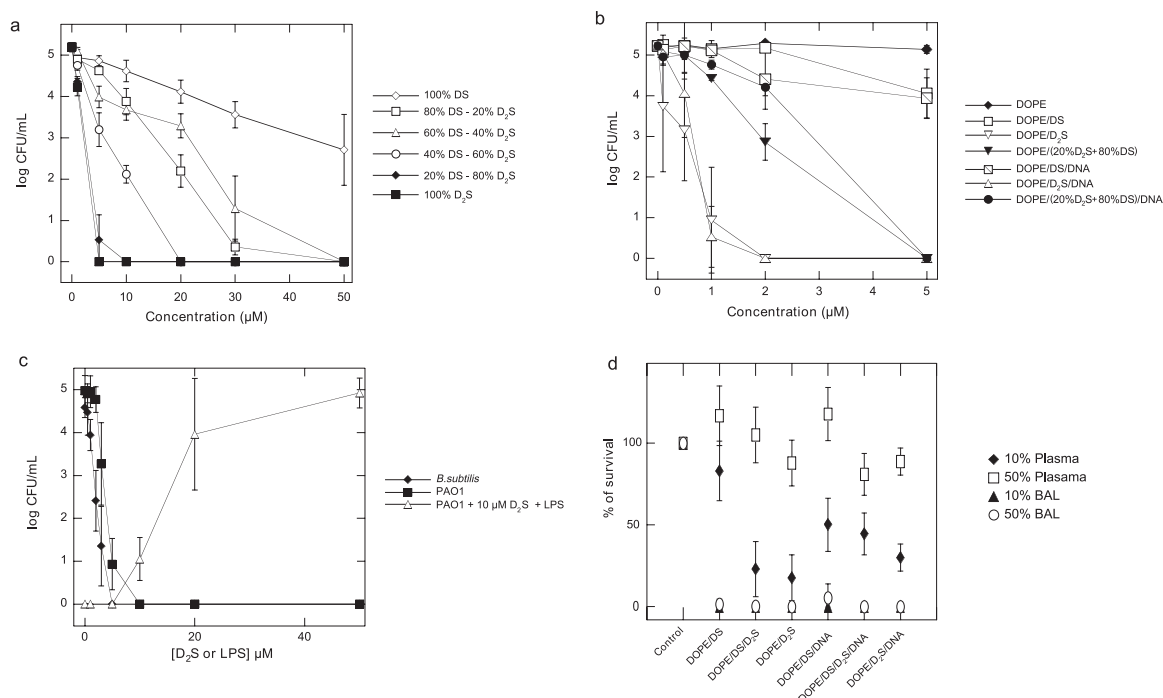 a
log CFU/mL
5
4
3
2
1
0
0 10 20 30 40 50
Concentration (µM)
100% DS
80% DS - 20% D₂S
60% DS - 40% D₂S
40% DS - 60% D₂S
20% DS - 80% D₂S
100% D₂S
b
log CFU/mL
5
4
3
2
1
0
0 1 2 3 4 5
Concentration (µM)
DOPE
DOPE/DS
DOPE/D₂S
DOPE/(20%D₂S+80%DS)
DOPE/DS/DNA
DOPE/D₂S/DNA
DOPE/(20%D₂S+80%DS)/DNA
c
log CFU/mL
5
4
3
2
1
0
0 20 40
[D₂S or LPS] µM
B.subtilis
PAO1
PAO1 + 10 µM D₂S + LPS
d
% of survival
100
50
0
Control
DOPE/DS
DOPE/DS/D₂S
DOPE/D₂S
DOPE/DS/DNA
DOPE/DS/D₂S/DNA
DOPE/D₂S/DNA
10% Plasma
50% Plasama
10% BAL
50% BAL